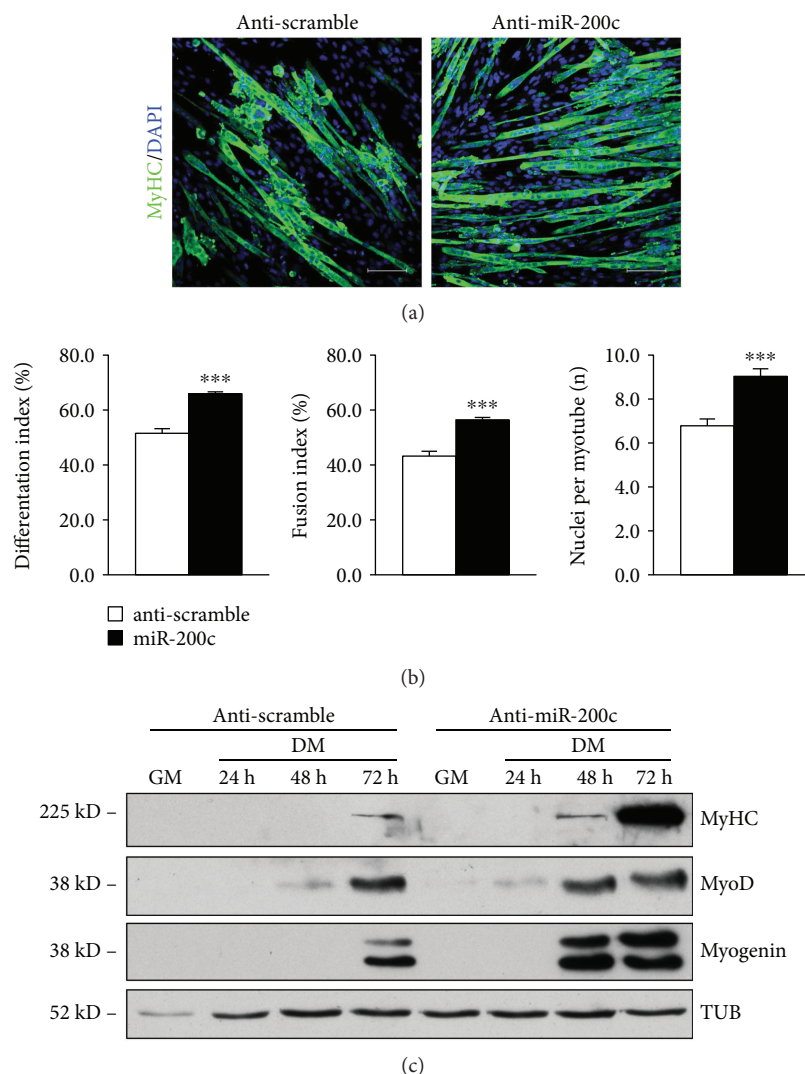 Anti-scramble Anti-miR-200c
MyHC/DAPI
(a)
80.0
60.0
40.0
20.0
0.0
Differentation index (%)
***
80.0
60.0
40.0
20.0
0.0
Fusion index (%)
***
10.0
8.0
6.0
4.0
2.0
0.0
Nuclei per myotube (n)
***
anti-scramble
miR-200c
(b)
Anti-scramble Anti-miR-200c
DM DM
GM 24 h 48 h 72 h GM 24 h 48 h 72 h
225 kD – MyHC
38 kD – MyoD
38 kD – Myogenin
52 kD – TUB
(c)